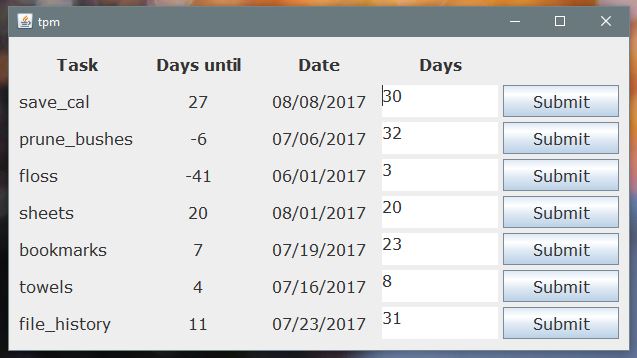 tpm
Task Days until Date Days
save_cal 27 08/08/2017 30 Submit
prune_bushes -6 07/06/2017 32 Submit
floss -41 06/01/2017 3 Submit
sheets 20 08/01/2017 20 Submit
bookmarks 7 07/19/2017 23 Submit
towels 4 07/16/2017 8 Submit
file_history 11 07/23/2017 31 Submit